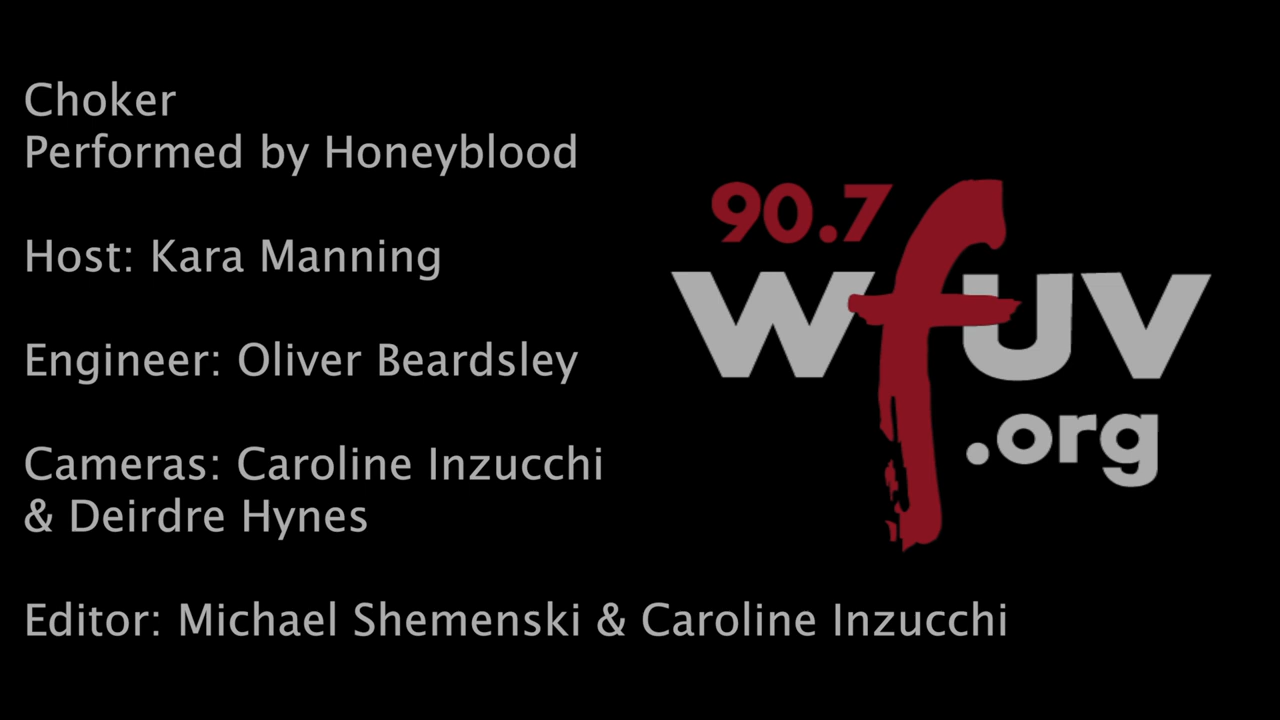 Choker
Performed by Honeyblood
Host: Kara Manning
Engineer: Oliver Beardsley
Cameras: Caroline Inzucchi
& Deirdre Hynes
Editor: Michael Shemenski & Caroline Inzucchi
90.7
wfuv
.org